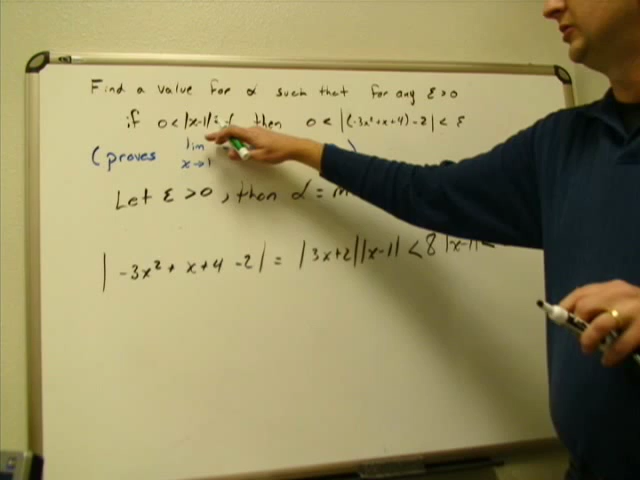 Find a value for α such that for any ε > 0
if 0 < |x-1| < then 0 < |(-3x²+x+4)-2| < ε
(proves lim x→1 )
Let ε > 0, then α = m
|-3x² + x + 4 - 2| = |3x+2||x-1| < 8|x-1| <